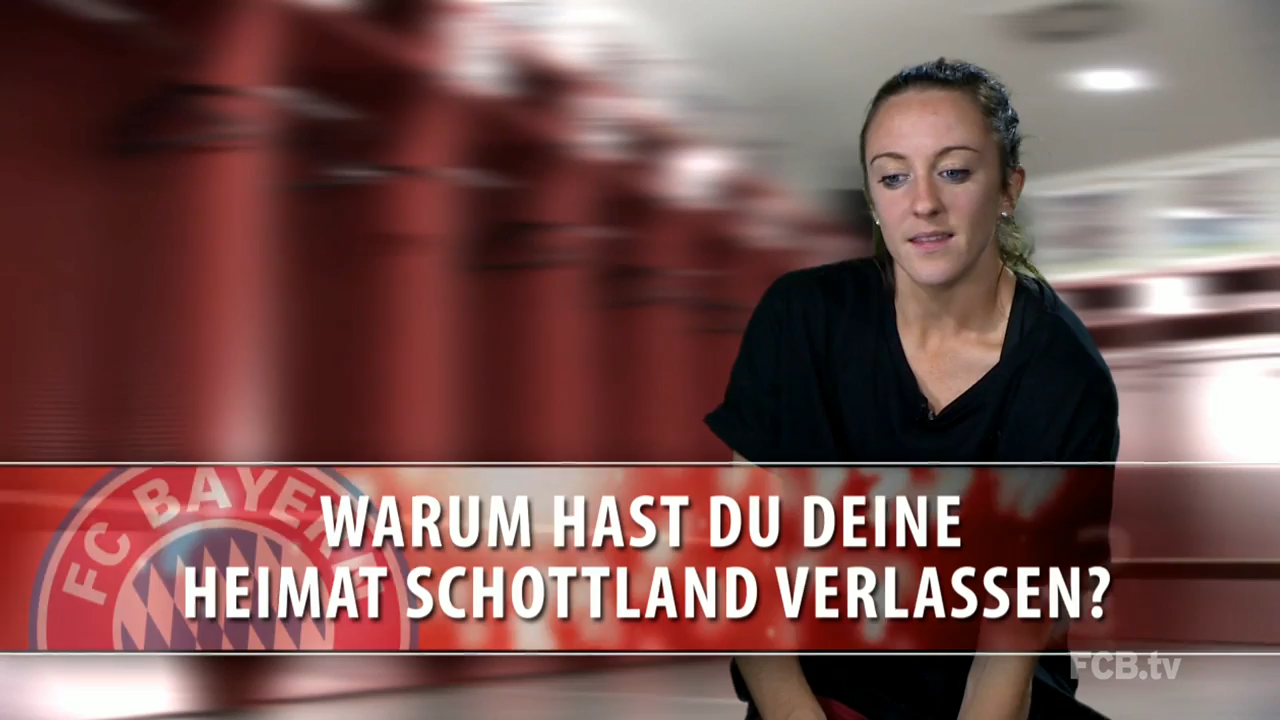 FC BAYERN
WARUM HAST DU DEINE
HEIMAT SCHOTTLAND VERLASSEN?
FCB.tv